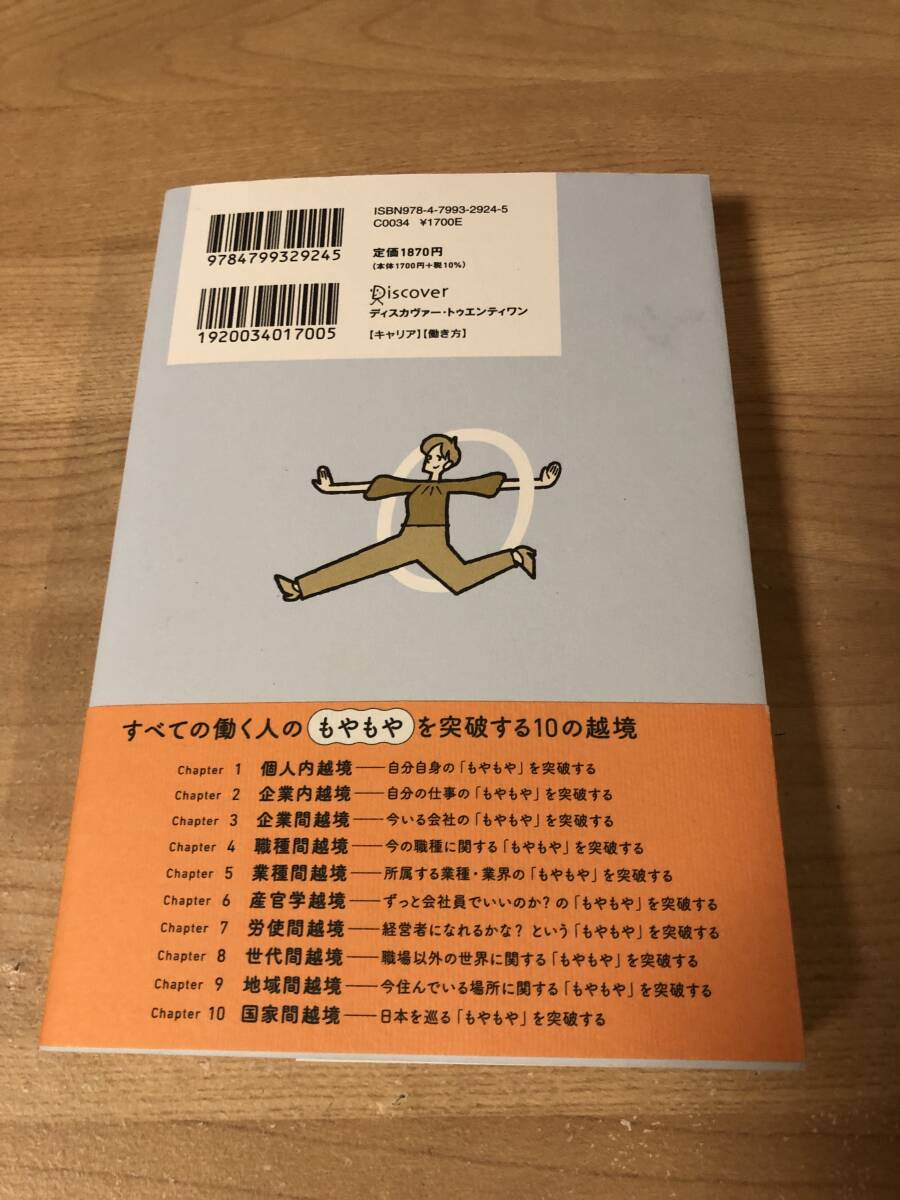 ISBN978-4-7993-2924-5
C0034 ¥1700E
9784799329245
定価1870円
(本体1700円+税10%)
Discover
ディスカヴァー・トゥエンティワン
1920034017005
【キャリア】【働き方】
すべての働く人のもやもやを突破する10の越境
Chapter 1 個人内越境――自分自身の「もやもや」を突破する
Chapter 2 企業内越境――自分の仕事の「もやもや」を突破する
Chapter 3 企業間越境――今いる会社の「もやもや」を突破する
Chapter 4 職種間越境――今の職種に関する「もやもや」を突破する
Chapter 5 業種間越境――所属する業種・業界の「もやもや」を突破する
Chapter 6 産官学越境――ずっと会社員でいいのか?の「もやもや」を突破する
Chapter 7 労使間越境――経営者になれるかな? という「もやもや」を突破する
Chapter 8 世代間越境――職場以外の世界に関する「もやもや」を突破する
Chapter 9 地域間越境――今住んでいる場所に関する「もやもや」を突破する
Chapter 10 国家間越境――日本を巡る「もやもや」を突破する